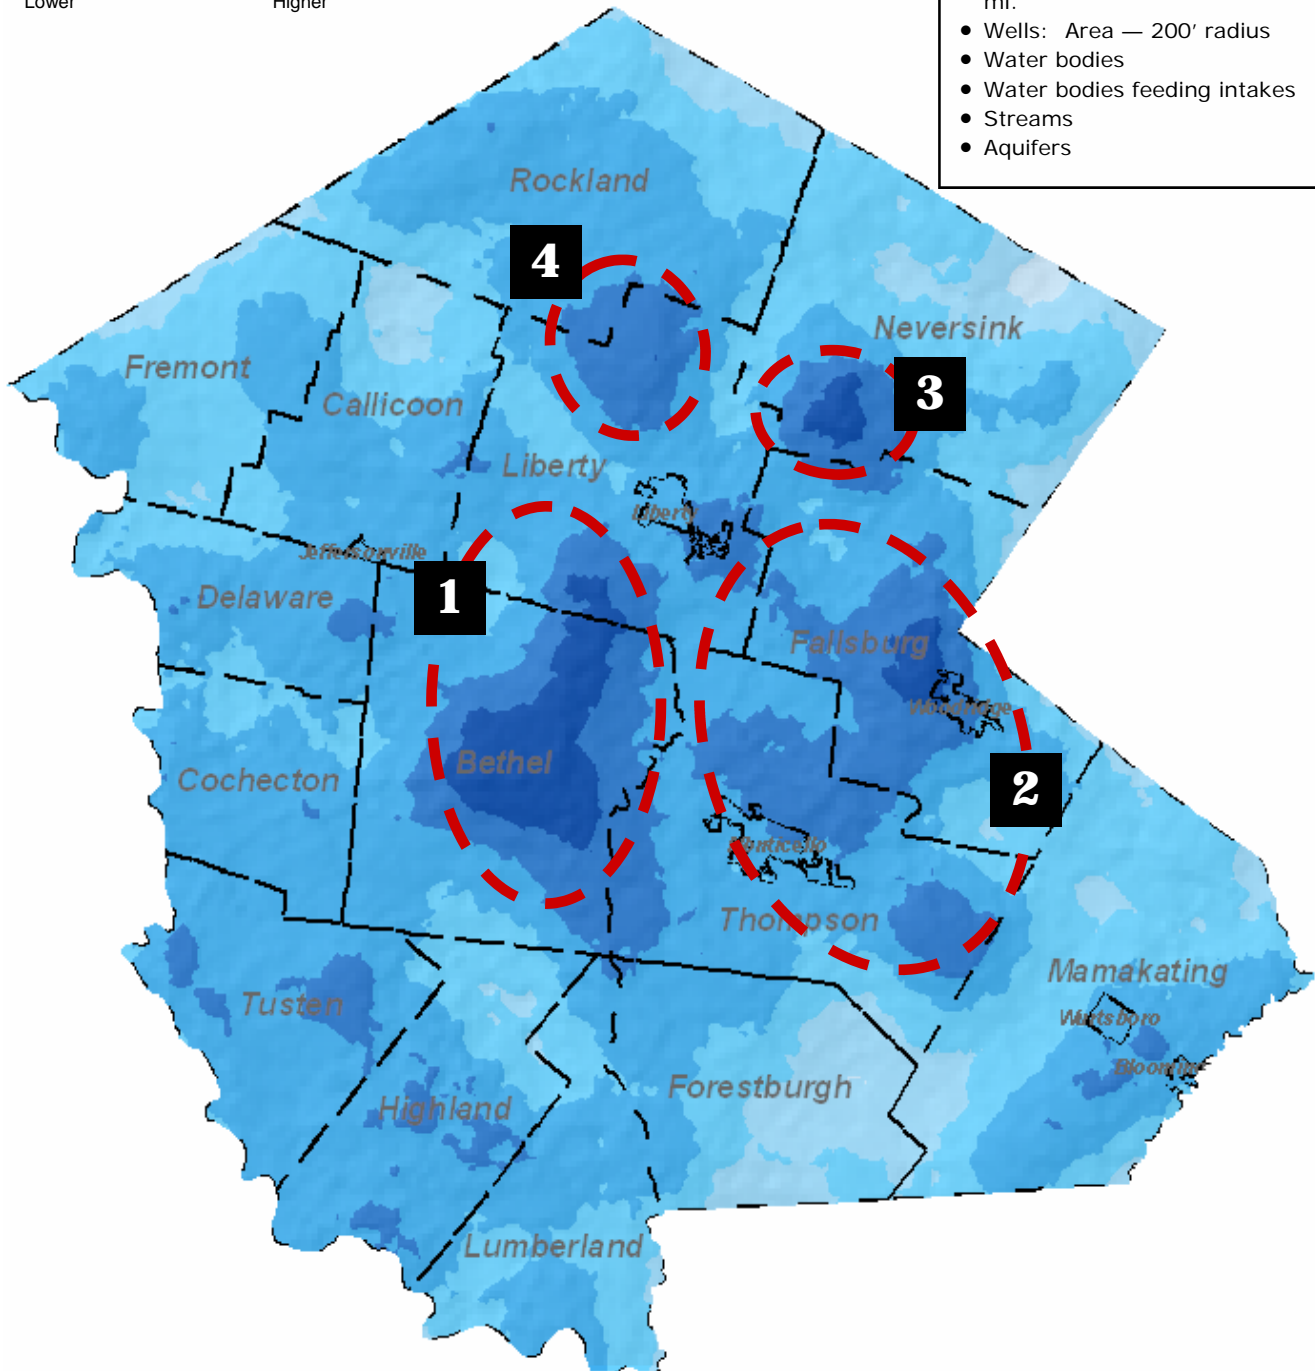 Lower
Higher
mi.
• Wells: Area — 200' radius
• Water bodies
• Water bodies feeding intakes
• Streams
• Aquifers
Rockland
4
Neversink
Fremont
3
Callicoon
Liberty
Liberty
Jeffersonville
1
Delaware
Fallsburg
Woodridge
Bethel
Cochecton
2
Monticello
Thompson
Mamakating
Tusten
Wurtsboro
Forestburgh
Highland
Lumberland